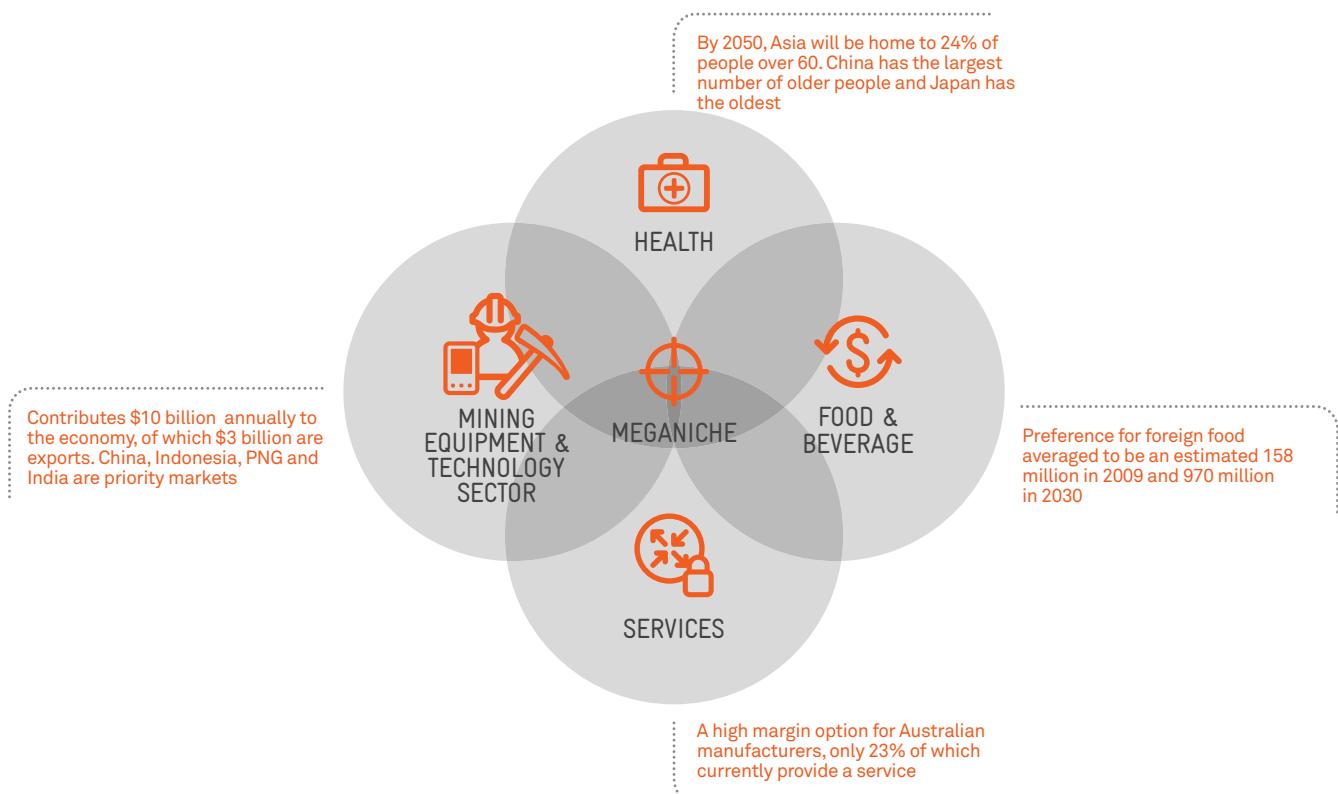 By 2050, Asia will be home to 24% of
people over 60. China has the largest
number of older people and Japan has
the oldest
HEALTH
MINING
EQUIPMENT &
TECHNOLOGY
SECTOR
MEGANICHE
FOOD &
BEVERAGE
SERVICES
Contributes $10 billion annually to
the economy, of which $3 billion are
exports. China, Indonesia, PNG and
India are priority markets
Preference for foreign food
averaged to be an estimated 158
million in 2009 and 970 million
in 2030
A high margin option for Australian
manufacturers, only 23% of which
currently provide a service